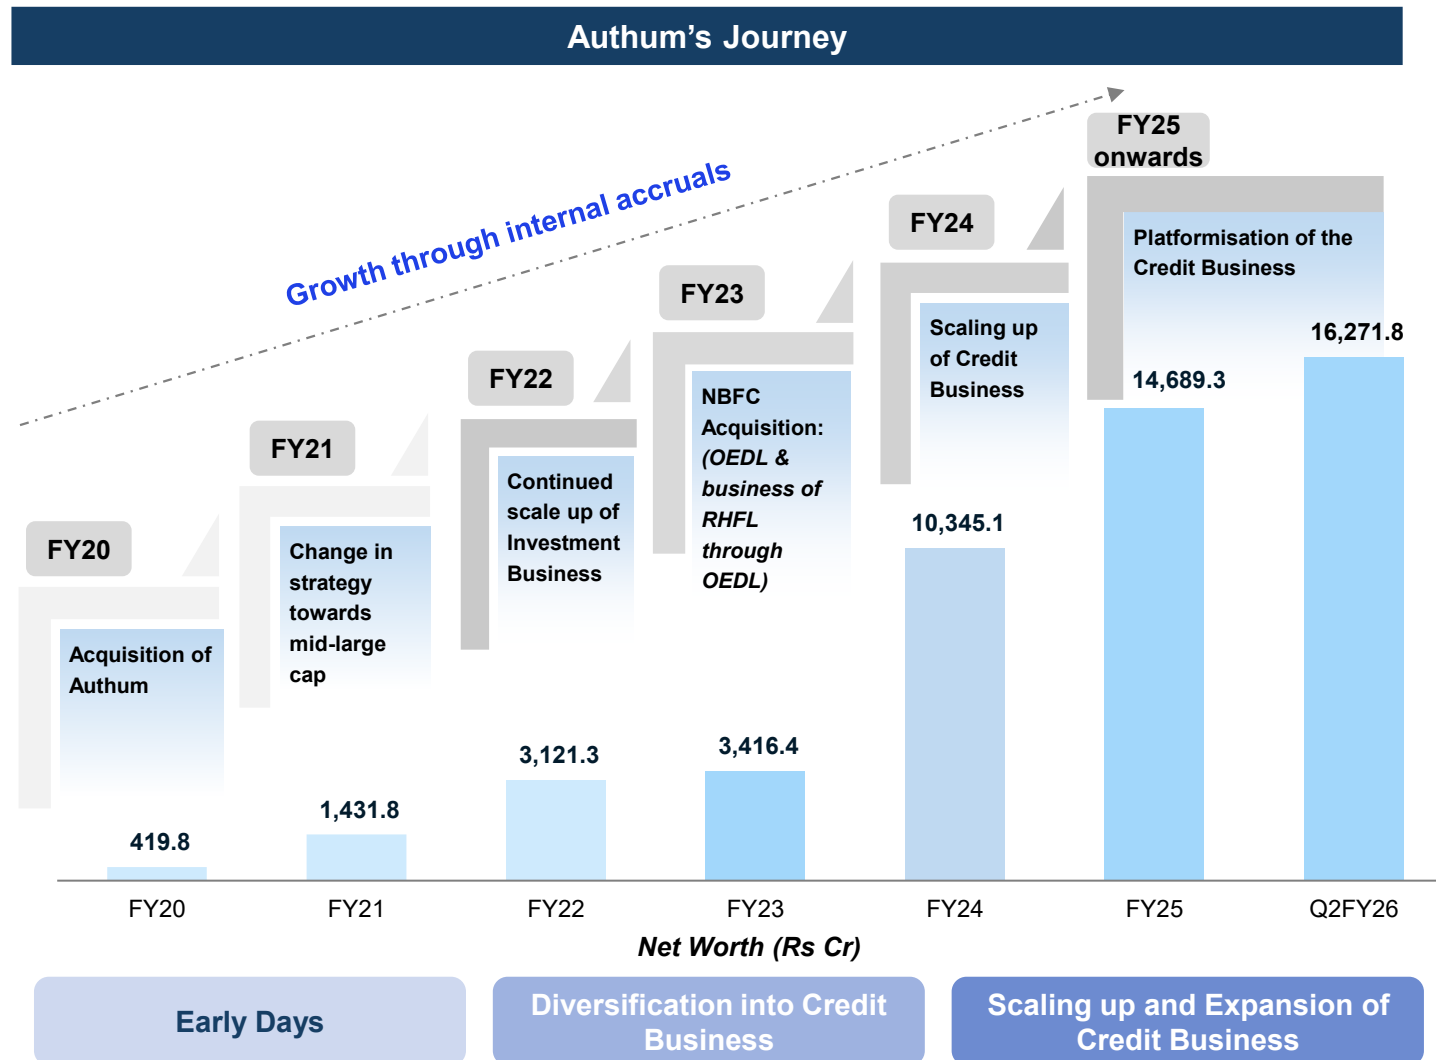 Authum’s Journey
Growth through internal accruals
FY20
Acquisition of
Authum
FY21
Change in
strategy
towards
mid-large
cap
FY22
Continued
scale up of
Investment
Business
FY23
NBFC
Acquisition:
(OEDL &
business of
RHFL
through
OEDL)
FY24
Scaling up
of Credit
Business
FY25
onwards
Platformisation of the
Credit Business
419.8
1,431.8
3,121.3
3,416.4
10,345.1
14,689.3
16,271.8
FY20 FY21 FY22 FY23 FY24 FY25 Q2FY26
Net Worth (Rs Cr)
Early Days
Diversification into Credit
Business
Scaling up and Expansion of
Credit Business